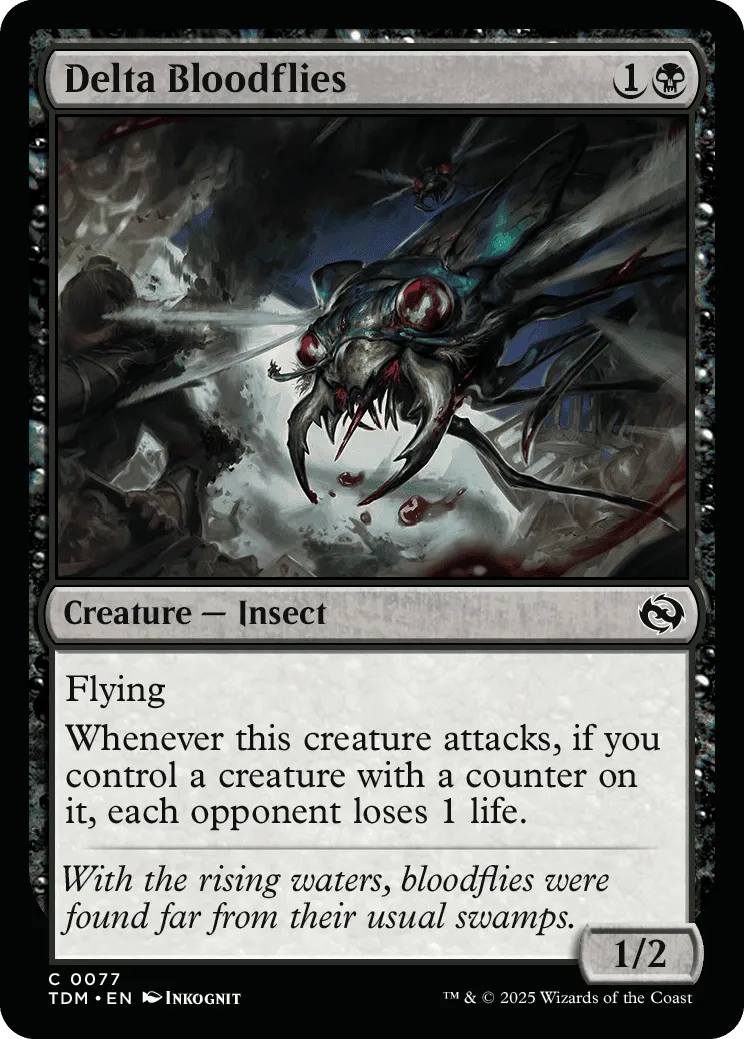 Delta Bloodflies 1
Creature — Insect
Flying
Whenever this creature attacks, if you
control a creature with a counter on
it, each opponent loses 1 life.
With the rising waters, bloodflies were
found far from their usual swamps.
1/2
C 0077
TDM • EN INKOGNIT
™ & © 2025 Wizards of the Coast